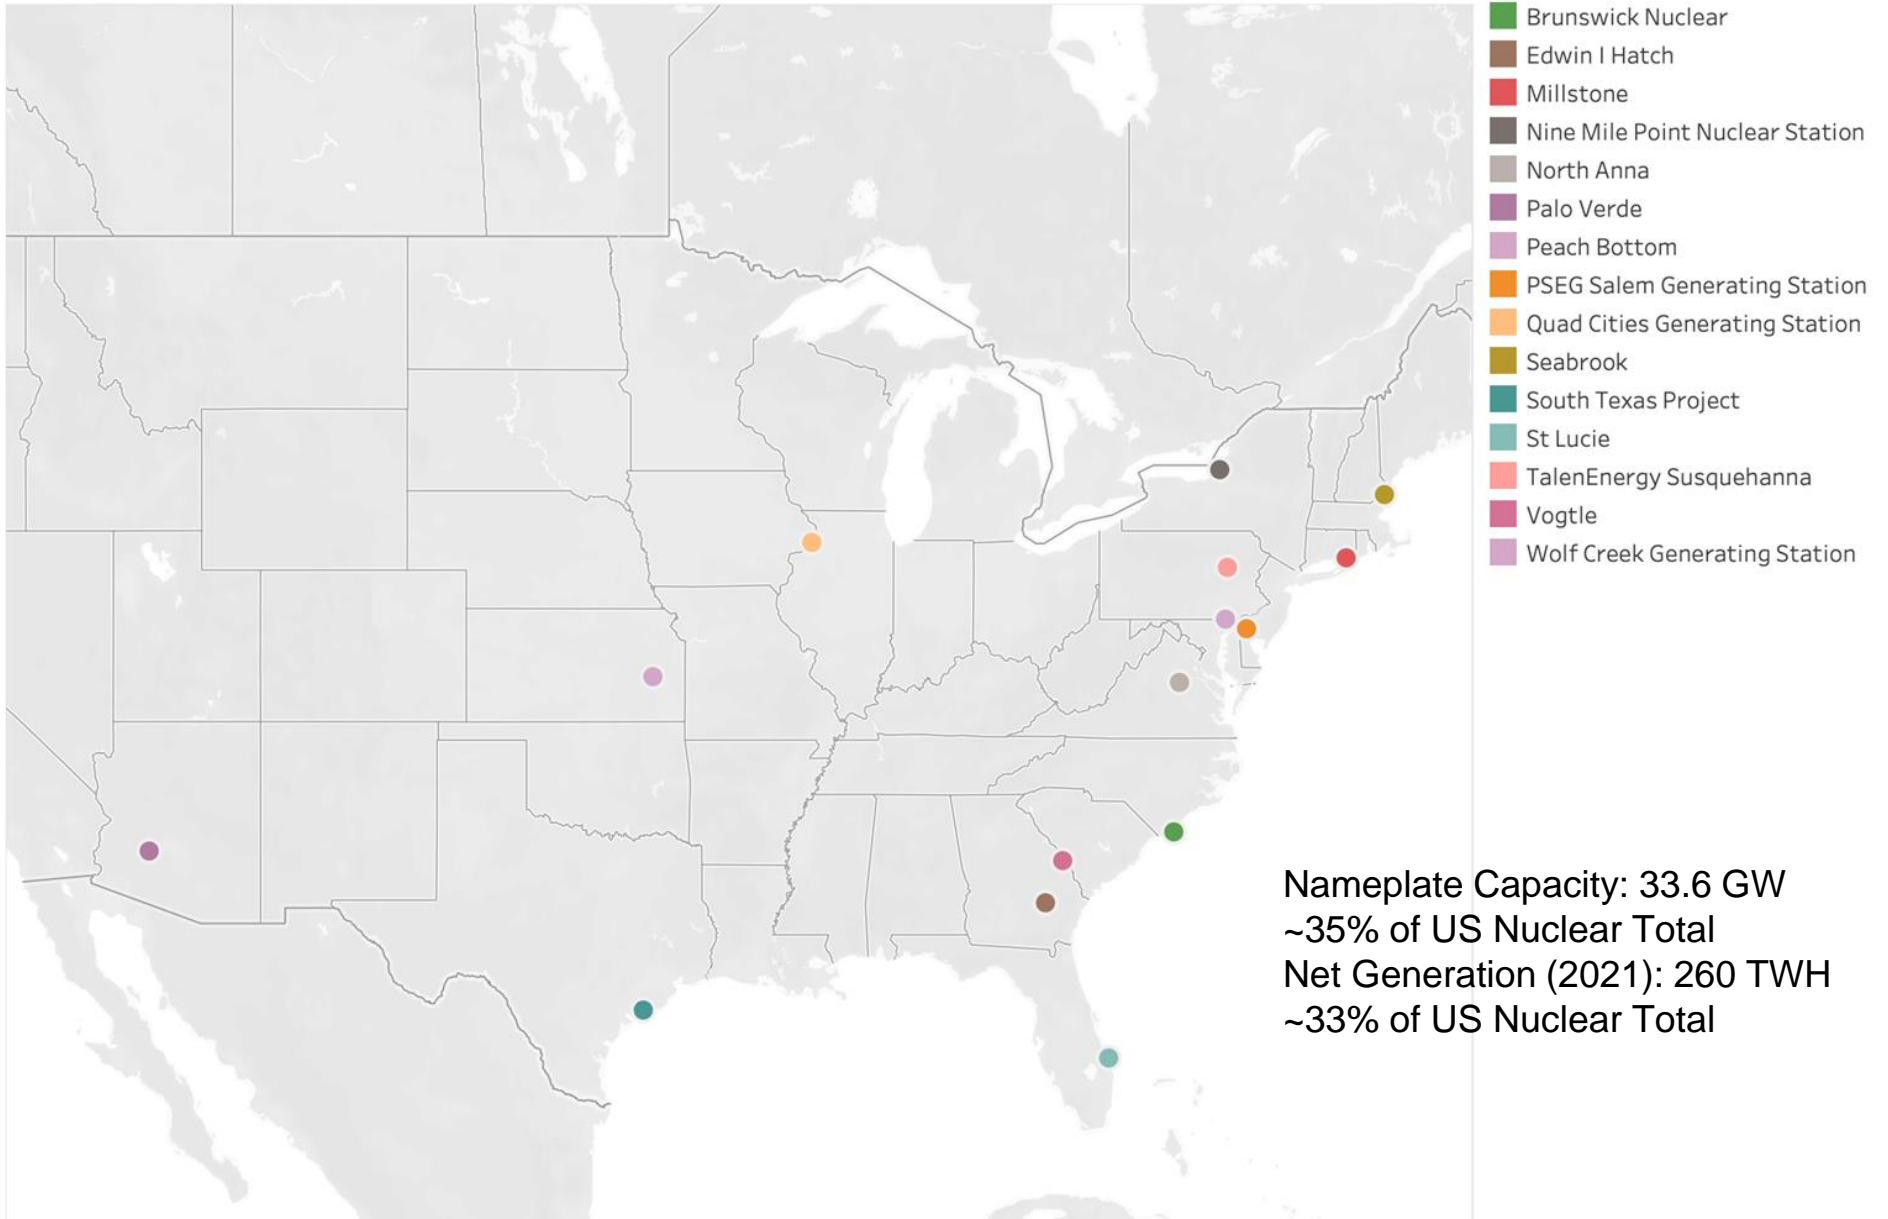 Brunswick Nuclear
Edwin I Hatch
Millstone
Nine Mile Point Nuclear Station
North Anna
Palo Verde
Peach Bottom
PSEG Salem Generating Station
Quad Cities Generating Station
Seabrook
South Texas Project
St Lucie
TalenEnergy Susquehanna
Vogtle
Wolf Creek Generating Station
Nameplate Capacity: 33.6 GW
~35% of US Nuclear Total
Net Generation (2021): 260 TWH
~33% of US Nuclear Total